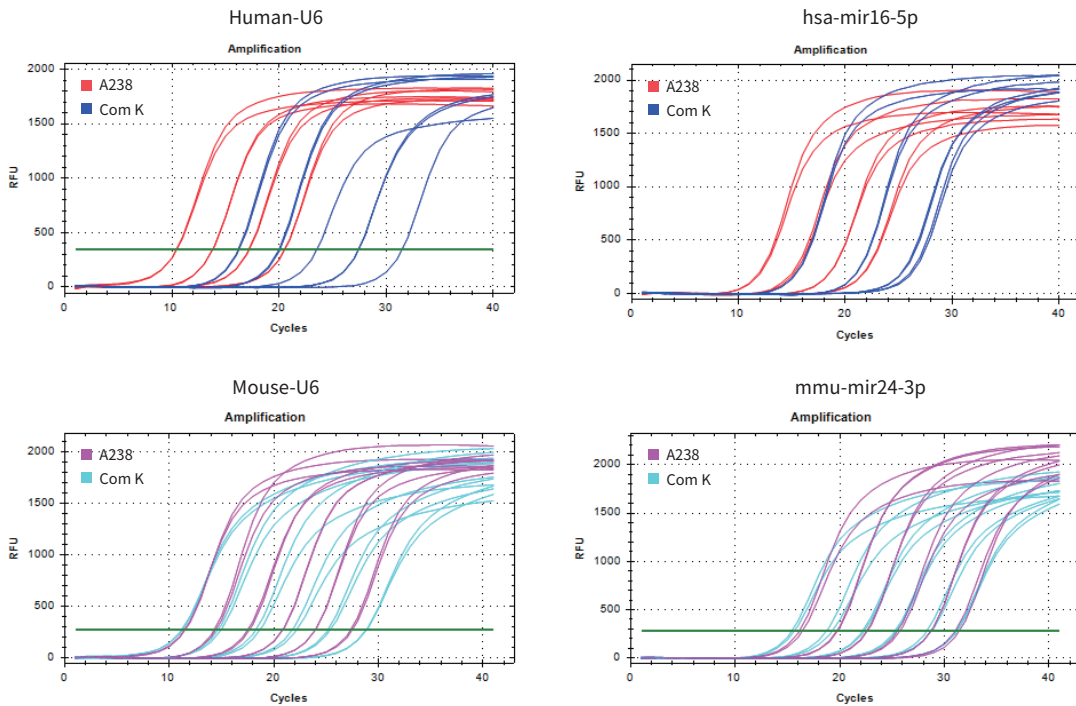 Human-U6
Amplification
A238
Com K
2000
1500
1000
500
0
RFU
0
10
20
30
40
Cycles
hsa-mir16-5p
Amplification
A238
Com K
2000
1500
1000
500
0
RFU
0
10
20
30
40
Cycles
Mouse-U6
Amplification
A238
Com K
2000
1500
1000
500
0
RFU
0
10
20
30
40
Cycles
mmu-mir24-3p
Amplification
A238
Com K
2000
1500
1000
500
0
RFU
0
10
20
30
40
Cycles